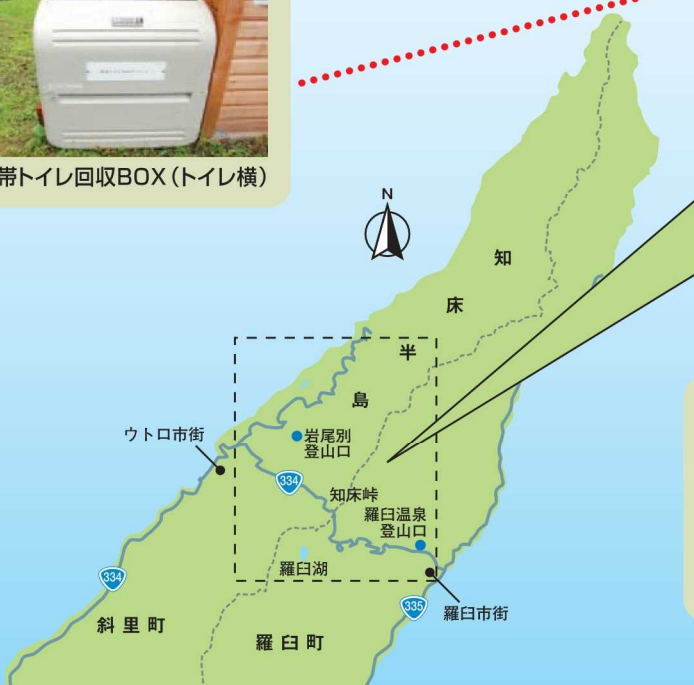 帯トイレ回収BOX(トイレ横)
N
知
床
半
島
ウトロ市街
岩尾別
登山口
334
知床峠
羅臼温泉
登山口
羅臼湖
334
335
羅臼市街
斜里町
羅臼町